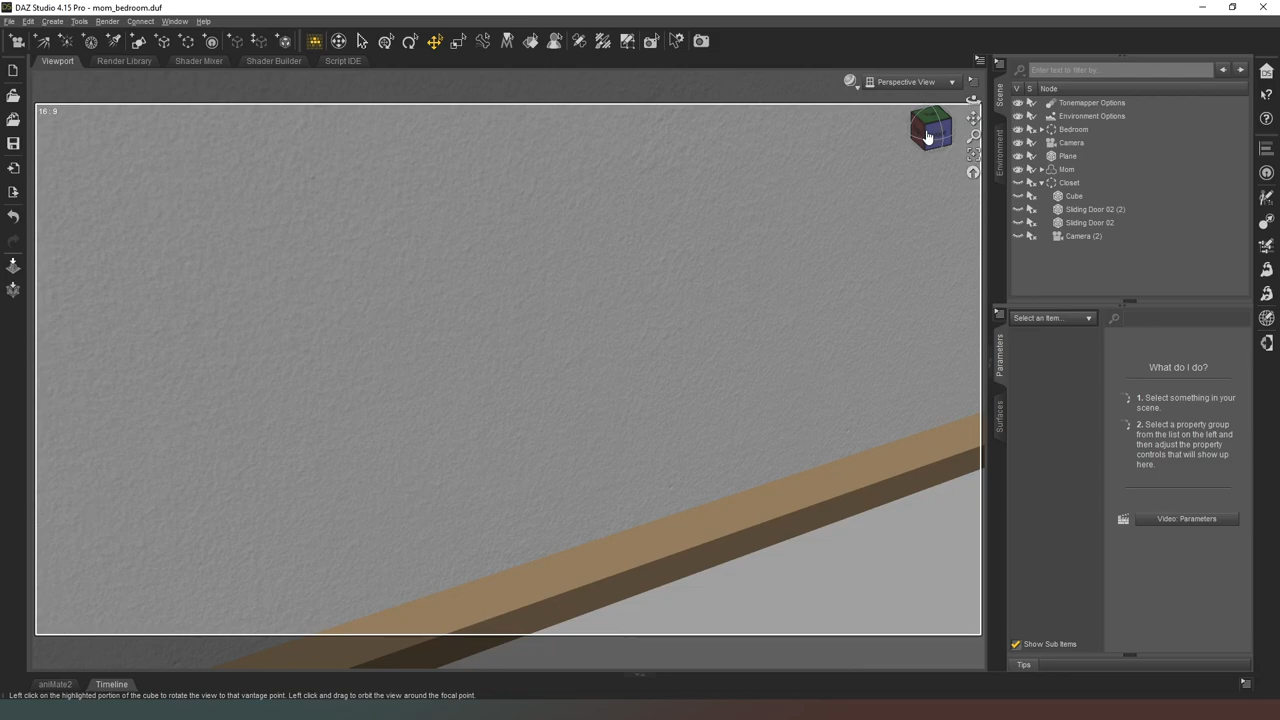 DAZ Studio 4.15 Pro - mom_bedroom.duf
File Edit Create Tools Render Connect Window Help
Viewport Render Library Shader Mixer Shader Builder Script IDE
Perspective View
16 : 9
Scene
Environment
Enter text to filter by...
V S Node
Tonemapper Options
Environment Options
Bedroom
Camera
Plane
Mom
Closet
Cube
Sliding Door 02 (2)
Sliding Door 02
Camera (2)
Parameters
Surfaces
Select an Item...
What do I do?
1. Select something in your
scene.
2. Select a property group
from the list on the left and
then adjust the property
controls that will show up
here.
Video: Parameters
Show Sub Items
Tips
aniMate2 Timeline
Left click on the highlighted portion of the cube to rotate the view to that vantage point. Left click and drag to orbit the view around the focal point.